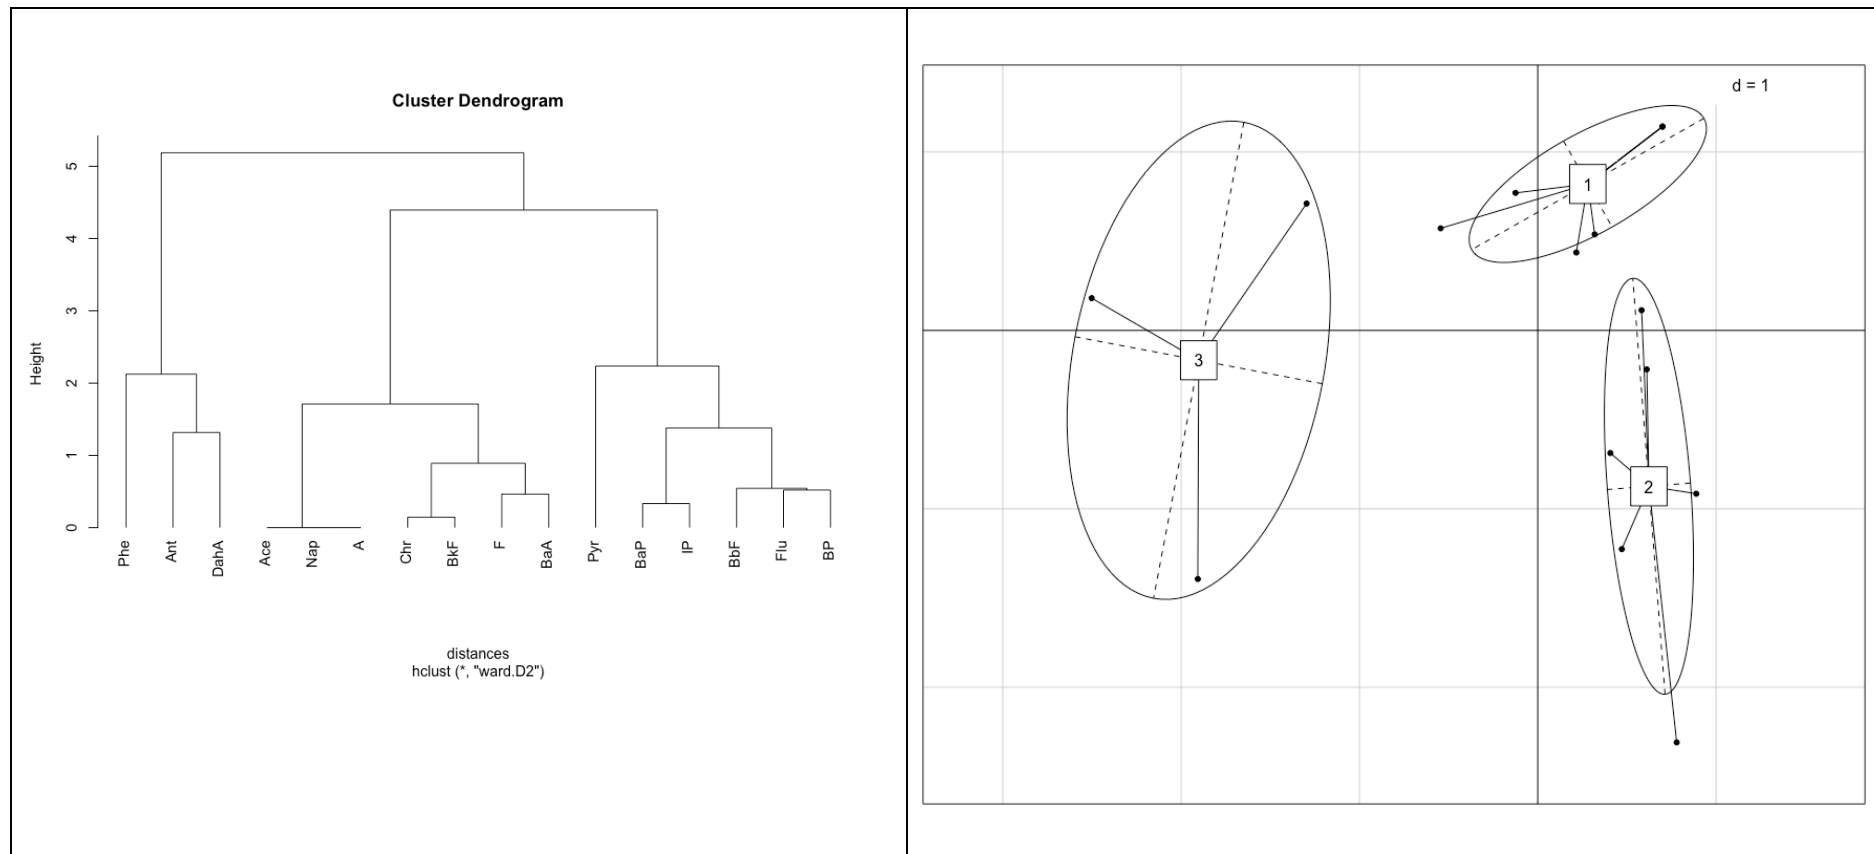 Cluster Dendrogram
Height
5
4
3
2
1
0
Phe
Ant
DahA
Ace
Nap
A
Chr
BkF
F
BaA
Pyr
BaP
IP
BbF
Flu
BP
distances
hclust (*, "ward.D2")
d = 1
1
3
2